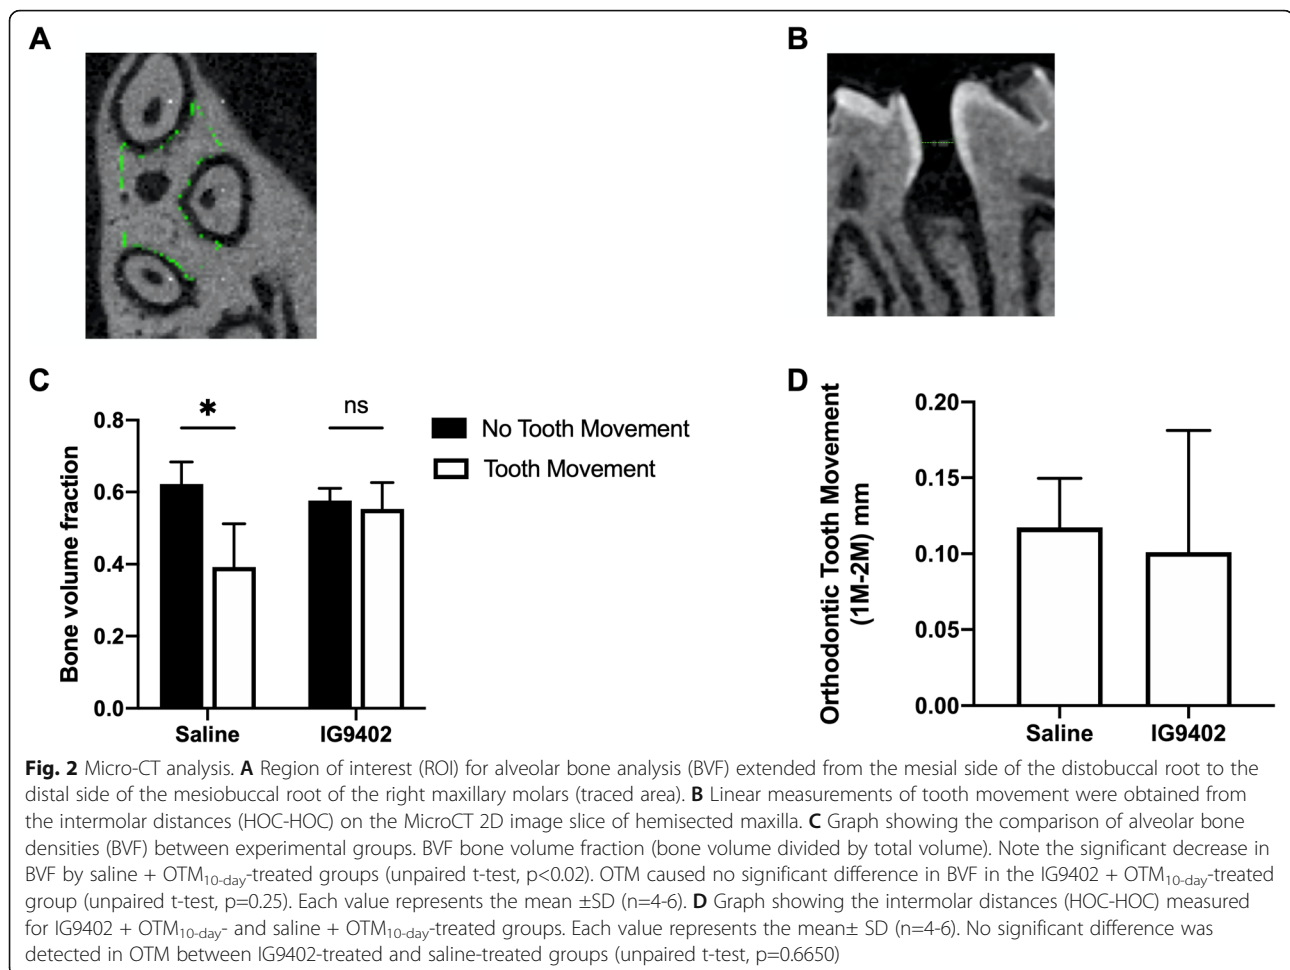 A
B
C
0.8
0.6
0.4
0.2
0.0
Bone volume fraction
*
ns
No Tooth Movement
Tooth Movement
Saline
IG9402
D
Orthodontic Tooth Movement
(1M-2M) mm
0.20
0.15
0.10
0.05
0.00
Saline
IG9402
Fig. 2 Micro-CT analysis. A Region of interest (ROI) for alveolar bone analysis (BVF) extended from the mesial side of the distobuccal root to the
distal side of the mesiobuccal root of the right maxillary molars (traced area). B Linear measurements of tooth movement were obtained from
the intermolar distances (HOC-HOC) on the MicroCT 2D image slice of hemisected maxilla. C Graph showing the comparison of alveolar bone
densities (BVF) between experimental groups. BVF bone volume fraction (bone volume divided by total volume). Note the significant decrease in
BVF by saline + OTM10-day-treated groups (unpaired t-test, p<0.02). OTM caused no significant difference in BVF in the IG9402 + OTM10-day-treated
group (unpaired t-test, p=0.25). Each value represents the mean ±SD (n=4-6). D Graph showing the intermolar distances (HOC-HOC) measured
for IG9402 + OTM10-day- and saline + OTM10-day-treated groups. Each value represents the mean± SD (n=4-6). No significant difference was
detected in OTM between IG9402-treated and saline-treated groups (unpaired t-test, p=0.6650)